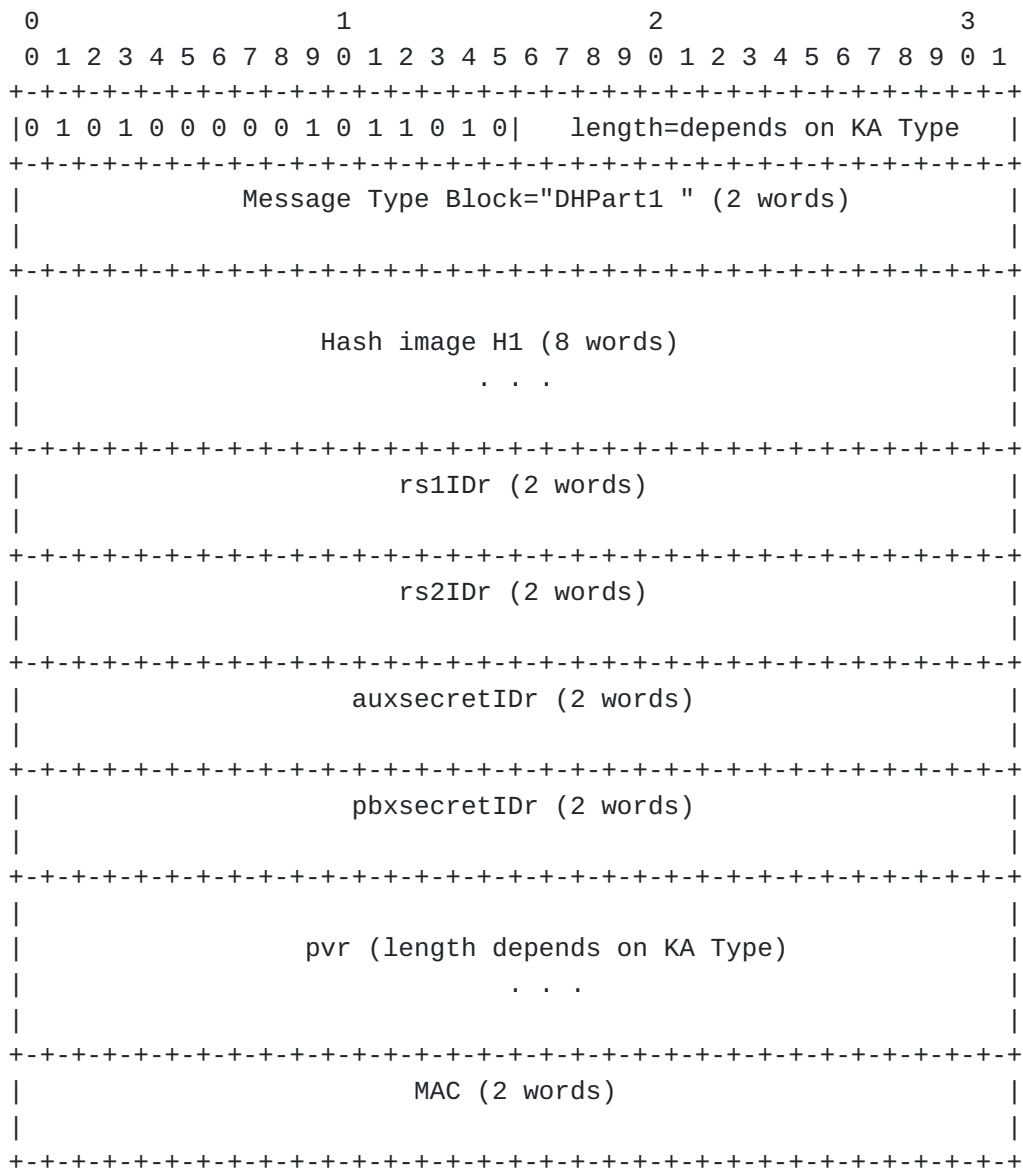 0                   1                   2                   3
 0 1 2 3 4 5 6 7 8 9 0 1 2 3 4 5 6 7 8 9 0 1 2 3 4 5 6 7 8 9 0 1
+-+-+-+-+-+-+-+-+-+-+-+-+-+-+-+-+-+-+-+-+-+-+-+-+-+-+-+-+-+-+-+-+
|0 1 0 1 0 0 0 0 0 1 0 1 1 0 1 0|   length=depends on KA Type   |
+-+-+-+-+-+-+-+-+-+-+-+-+-+-+-+-+-+-+-+-+-+-+-+-+-+-+-+-+-+-+-+-+
|              Message Type Block="DHPart1 " (2 words)          |
|                                                               |
+-+-+-+-+-+-+-+-+-+-+-+-+-+-+-+-+-+-+-+-+-+-+-+-+-+-+-+-+-+-+-+-+
|                                                               |
|                   Hash image H1 (8 words)                     |
|                             . . .                             |
|                                                               |
+-+-+-+-+-+-+-+-+-+-+-+-+-+-+-+-+-+-+-+-+-+-+-+-+-+-+-+-+-+-+-+-+
|                        rs1IDr (2 words)                       |
|                                                               |
+-+-+-+-+-+-+-+-+-+-+-+-+-+-+-+-+-+-+-+-+-+-+-+-+-+-+-+-+-+-+-+-+
|                        rs2IDr (2 words)                       |
|                                                               |
+-+-+-+-+-+-+-+-+-+-+-+-+-+-+-+-+-+-+-+-+-+-+-+-+-+-+-+-+-+-+-+-+
|                     auxsecretIDr (2 words)                    |
|                                                               |
+-+-+-+-+-+-+-+-+-+-+-+-+-+-+-+-+-+-+-+-+-+-+-+-+-+-+-+-+-+-+-+-+
|                     pbxsecretIDr (2 words)                    |
|                                                               |
+-+-+-+-+-+-+-+-+-+-+-+-+-+-+-+-+-+-+-+-+-+-+-+-+-+-+-+-+-+-+-+-+
|                                                               |
|                  pvr (length depends on KA Type)              |
|                               . . .                           |
|                                                               |
+-+-+-+-+-+-+-+-+-+-+-+-+-+-+-+-+-+-+-+-+-+-+-+-+-+-+-+-+-+-+-+-+
|                         MAC (2 words)                         |
|                                                               |
+-+-+-+-+-+-+-+-+-+-+-+-+-+-+-+-+-+-+-+-+-+-+-+-+-+-+-+-+-+-+-+-+